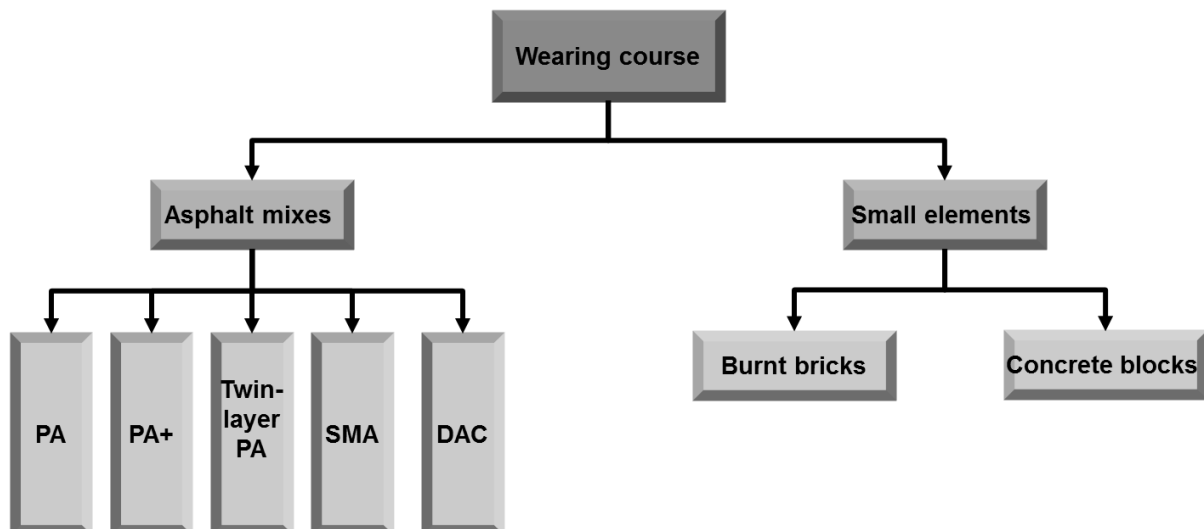 Wearing course
Asphalt mixes
Small elements
PA
PA+
Twin-
layer
PA
SMA
DAC
Burnt bricks
Concrete blocks